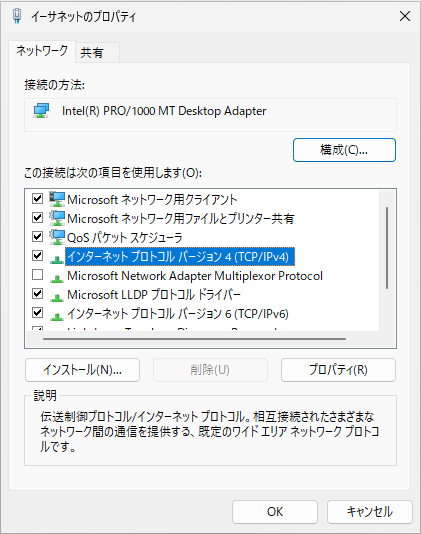 イーサネットのプロパティ
ネットワーク 共有
接続の方法:
Intel(R) PRO/1000 MT Desktop Adapter
構成(C)...
この接続は次の項目を使用します(O):
Microsoft ネットワーク用クライアント
Microsoft ネットワーク用ファイルとプリンター共有
QoS パケット スケジューラ
インターネット プロトコル バージョン 4 (TCP/IPv4)
Microsoft Network Adapter Multiplexor Protocol
Microsoft LLDP プロトコル ドライバー
インターネット プロトコル バージョン 6 (TCP/IPv6)
インストール(N)... 削除(U) プロパティ(R)
説明
伝送制御プロトコル/インターネット プロトコル。相互接続されたさまざまな
ネットワーク間の通信を提供する、既定のワイド エリア ネットワーク プロトコ
ルです。
OK キャンセル